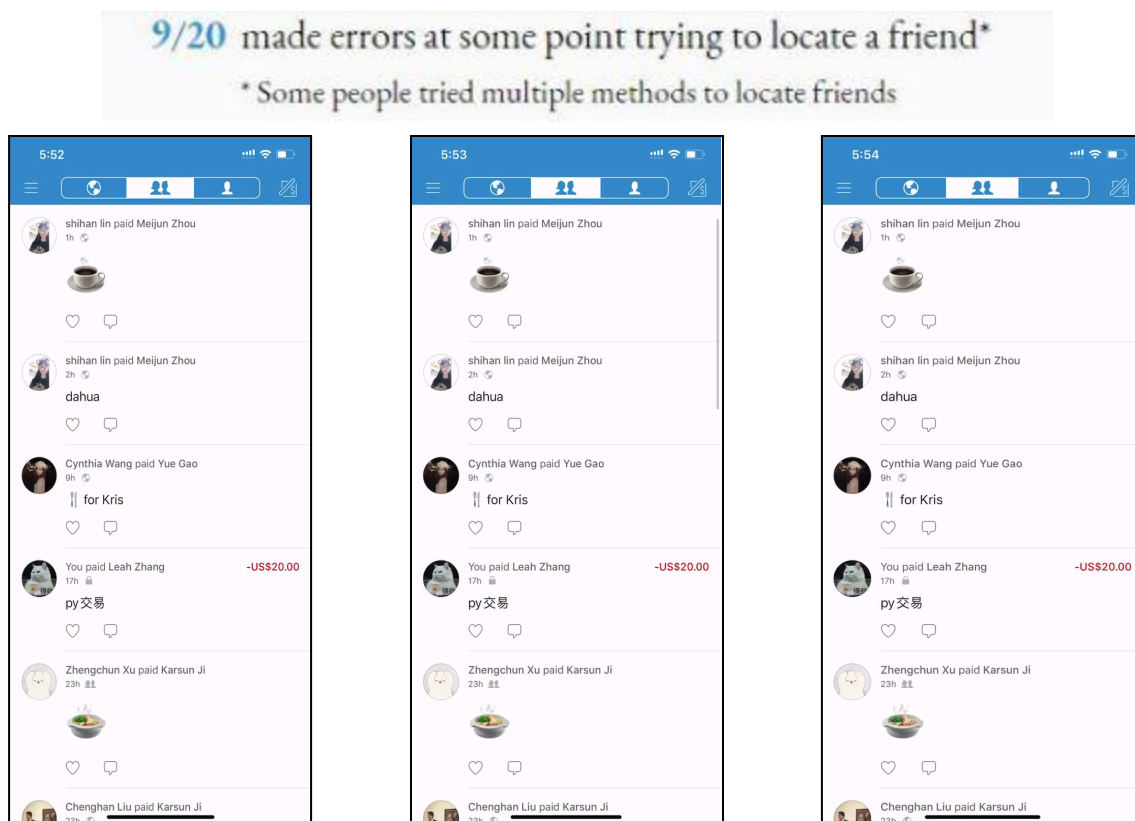 9/20 made errors at some point trying to locate a friend*
* Some people tried multiple methods to locate friends
5:52
shihan lin paid Meijun Zhou
1h
shihan lin paid Meijun Zhou
2h
dahua
Cynthia Wang paid Yue Gao
9h
for Kris
You paid Leah Zhang -US$20.00
17h
py交易
Zhengchun Xu paid Karsun Ji
23h
Chenghan Liu paid Karsun Ji
23h
5:53
shihan lin paid Meijun Zhou
1h
shihan lin paid Meijun Zhou
2h
dahua
Cynthia Wang paid Yue Gao
9h
for Kris
You paid Leah Zhang -US$20.00
17h
py交易
Zhengchun Xu paid Karsun Ji
23h
Chenghan Liu paid Karsun Ji
23h
5:54
shihan lin paid Meijun Zhou
1h
shihan lin paid Meijun Zhou
2h
dahua
Cynthia Wang paid Yue Gao
9h
for Kris
You paid Leah Zhang -US$20.00
17h
py交易
Zhengchun Xu paid Karsun Ji
23h
Chenghan Liu paid Karsun Ji
23h